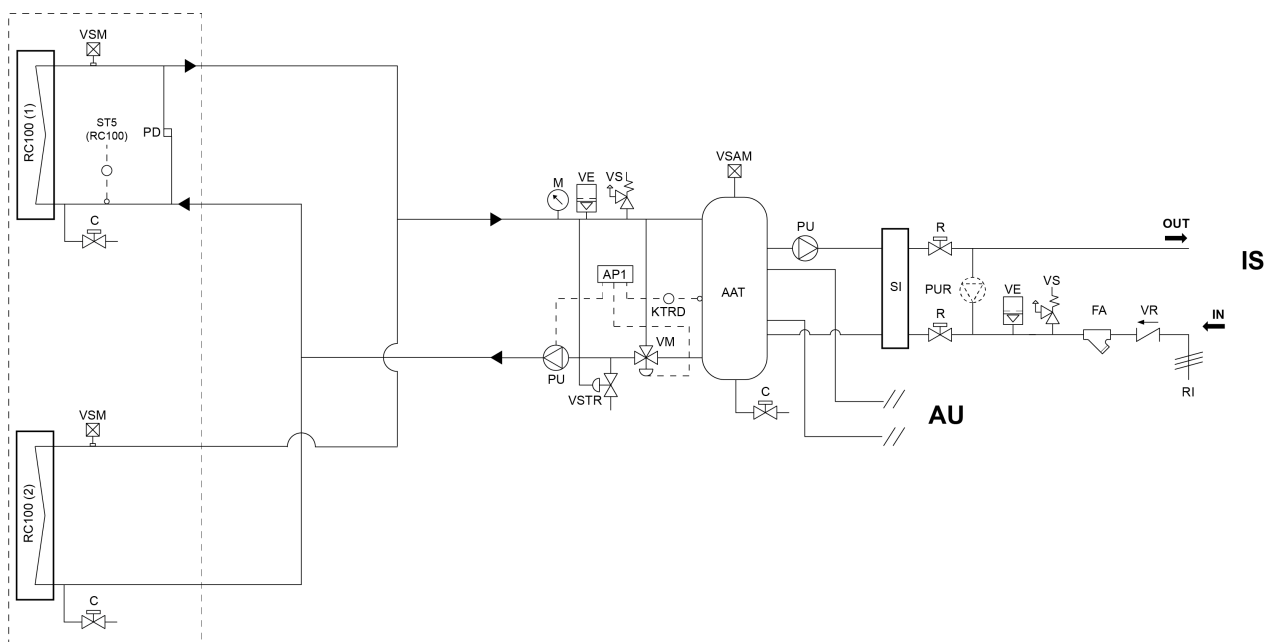 VSM
RC100 (1)
ST5
(RC100)
PD
C
M
VE
VS
VSAM
AP1
KTRD
AAT
VM
PU
VSTR
C
PU
SI
R
OUT
IS
PUR
R
VE
VS
FA
VR
IN
RI
AU
VSM
RC100 (2)
C